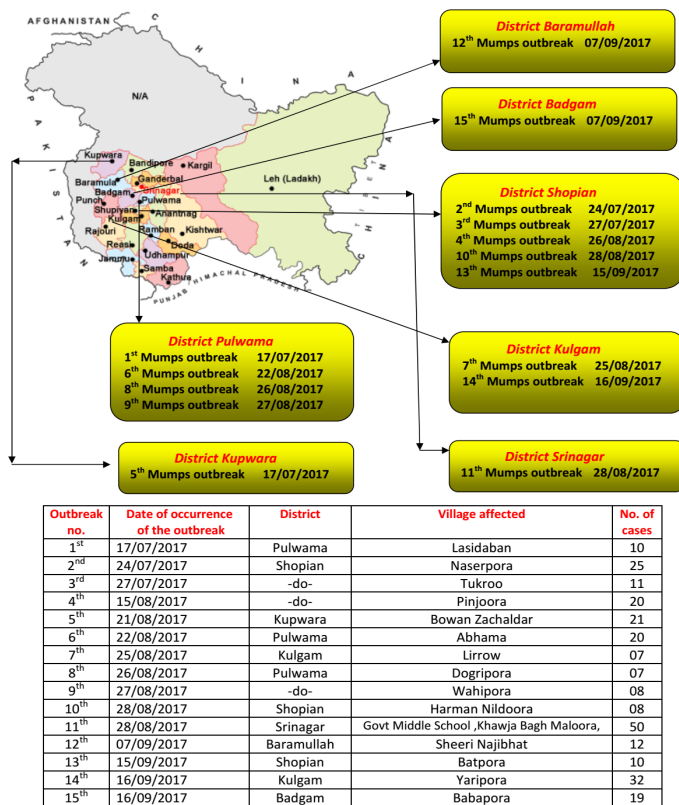 AFGHANISTAN
C H I N A
PAKISTAN
N/A
Kupwara
Bandipore
Kargil
Baramula
Ganderbal
Srinagar
Leh (Ladakh)
Badgam
Pulwama
Punch
Shupiyan
Anantnag
Kulgam
Rajouri
Ramban
Kishtwar
Reasi
Doda
Udhampur
Jammu
Samba
Kathua
PUNJAB
HIMACHAL PRADESH
District Baramullah
12th Mumps outbreak 07/09/2017
District Badgam
15th Mumps outbreak 07/09/2017
District Shopian
2nd Mumps outbreak 24/07/2017
3rd Mumps outbreak 27/07/2017
4th Mumps outbreak 26/08/2017
10th Mumps outbreak 28/08/2017
13th Mumps outbreak 15/09/2017
District Pulwama
1st Mumps outbreak 17/07/2017
6th Mumps outbreak 22/08/2017
8th Mumps outbreak 26/08/2017
9th Mumps outbreak 27/08/2017
District Kulgam
7th Mumps outbreak 25/08/2017
14th Mumps outbreak 16/09/2017
District Kupwara
5th Mumps outbreak 17/07/2017
District Srinagar
11th Mumps outbreak 28/08/2017
Outbreak no. Date of occurrence of the outbreak District Village affected No. of cases
1st 17/07/2017 Pulwama Lasidaban 10
2nd 24/07/2017 Shopian Naserpora 25
3rd 27/07/2017 -do- Tukroo 11
4th 15/08/2017 -do- Pinjoora 20
5th 21/08/2017 Kupwara Bowan Zachaldar 21
6th 22/08/2017 Pulwama Abhama 20
7th 25/08/2017 Kulgam Lirrow 07
8th 26/08/2017 Pulwama Dogripora 07
9th 27/08/2017 -do- Wahipora 08
10th 28/08/2017 Shopian Harman Nildoora 08
11th 28/08/2017 Srinagar Govt Middle School ,Khawja Bagh Maloora, 50
12th 07/09/2017 Baramullah Sheeri Najibhat 12
13th 15/09/2017 Shopian Batpora 10
14th 16/09/2017 Kulgam Yaripora 32
15th 16/09/2017 Badgam Babapora 19